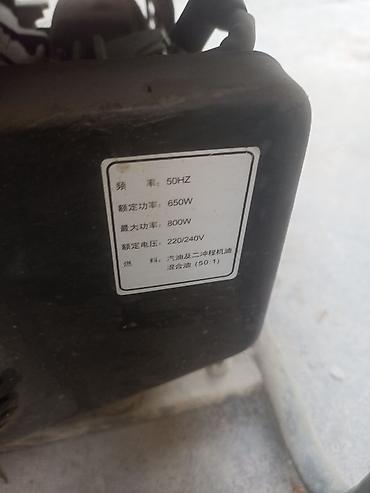 频 率: 50HZ
额定功率: 650W
最大功率: 800W
额定电压: 220/240V
燃 料: 汽油及二冲程机油
混合油 (50:1)